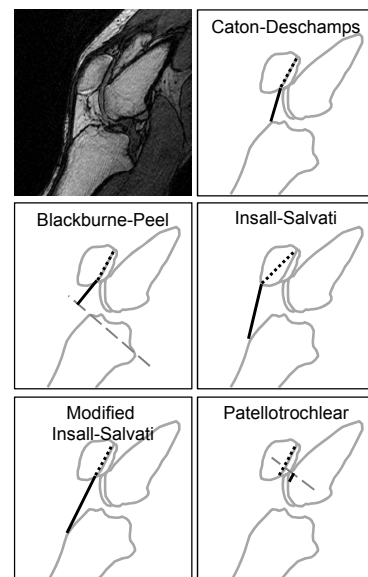 Caton-Deschamps
Blackburne-Peel
Insall-Salvati
Modified
Insall-Salvati
Patellotrochlear